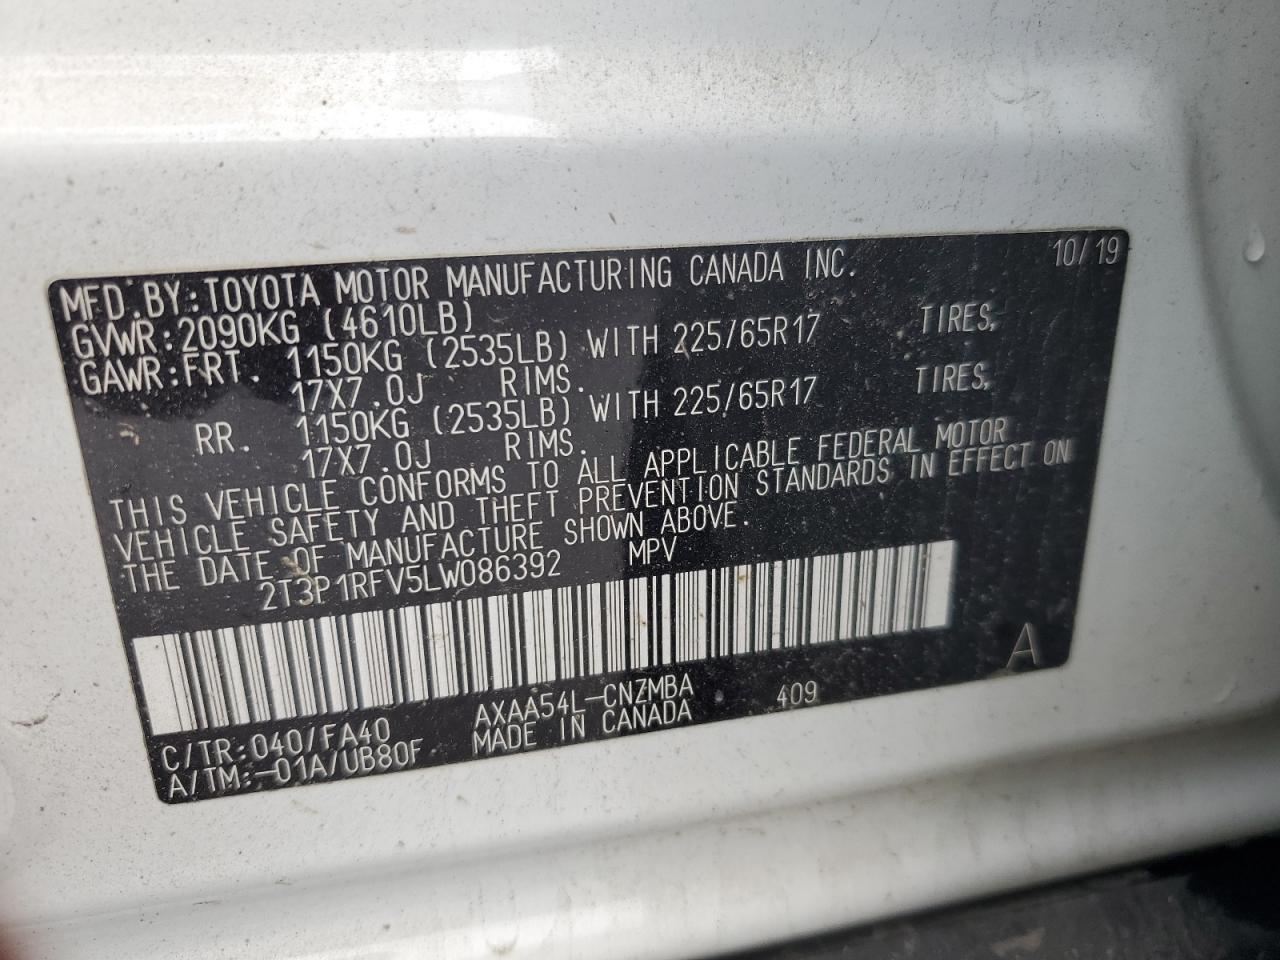 MFD.BY:TOYOTA MOTOR MANUFACTURING CANADA INC. 10/19
GVWR:2090KG (4610LB)
GAWR:FRT. 1150KG (2535LB) WITH 225/65R17 TIRES,
17X7.0J RIMS.
RR. 1150KG (2535LB) WITH 225/65R17 TIRES,
17X7.0J RIMS.
THIS VEHICLE CONFORMS TO ALL APPLICABLE FEDERAL MOTOR
VEHICLE SAFETY AND THEFT PREVENTION STANDARDS IN EFFECT ON
THE DATE OF MANUFACTURE SHOWN ABOVE.
2T3P1RFV5LW086392 MPV
A
C/TR:040/FA40 AXAA54L-CNZMBA 409
A/TM:-01A/UB80F MADE IN CANADA